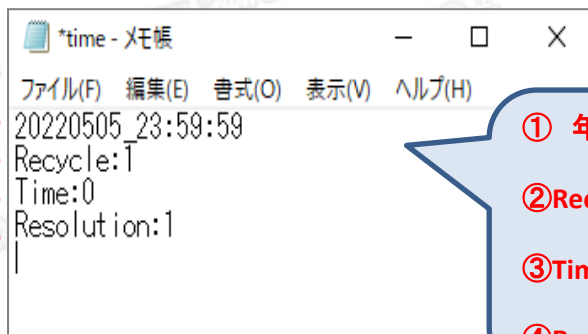 *time - メモ帳
ファイル(F) 編集(E) 書式(O) 表示(V) ヘルプ(H)
20220505_23:59:59
Recycle:1
Time:0
Resolution:1
① 年
②Rec
③Tim
④